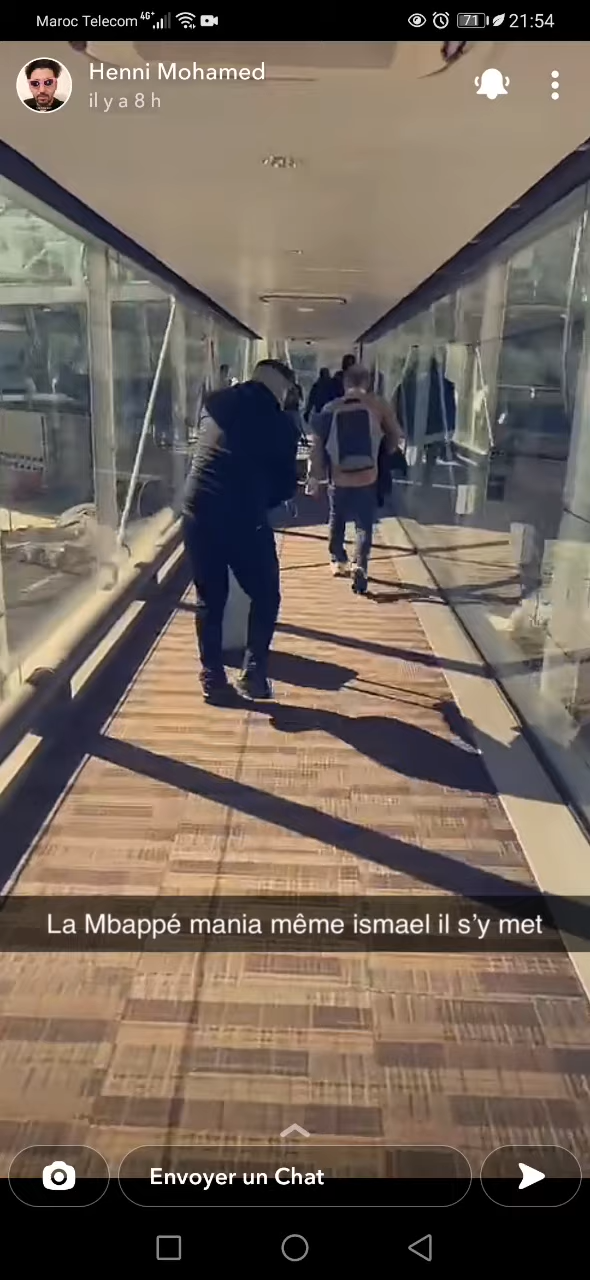 Maroc Telecom 4G+ 71 21:54
Henni Mohamed
il y a 8 h
La Mbappé mania même ismael il s’y met
Envoyer un Chat